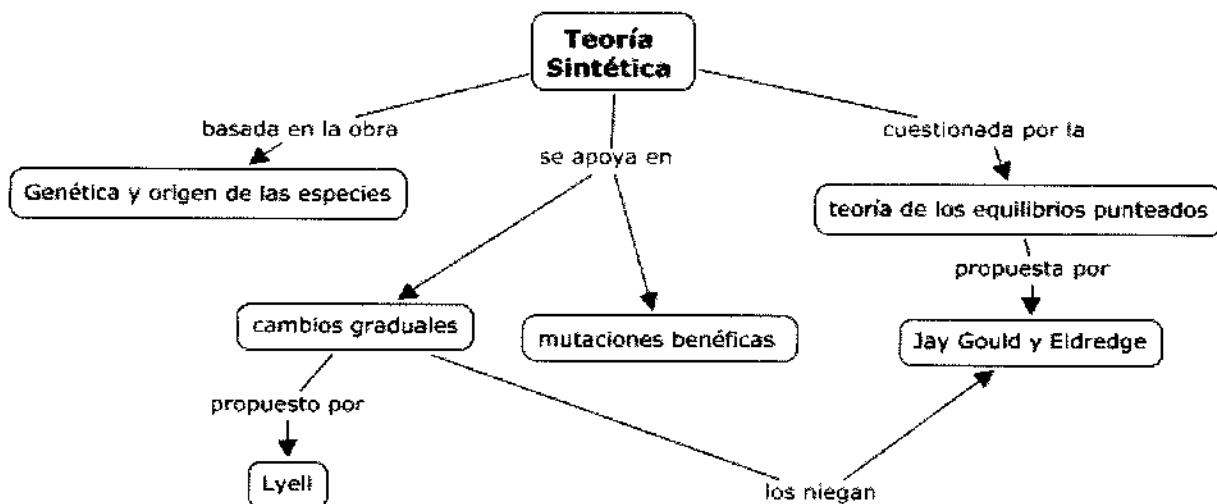 Teoría
Sintética
basada en la obra
cuestionada por la
se apoya en
Genética y origen de las especies
teoría de los equilibrios punteados
propuesta por
cambios graduales
mutaciones benéficas
Jay Gould y Eldredge
propuesto por
Lyell
los niegan